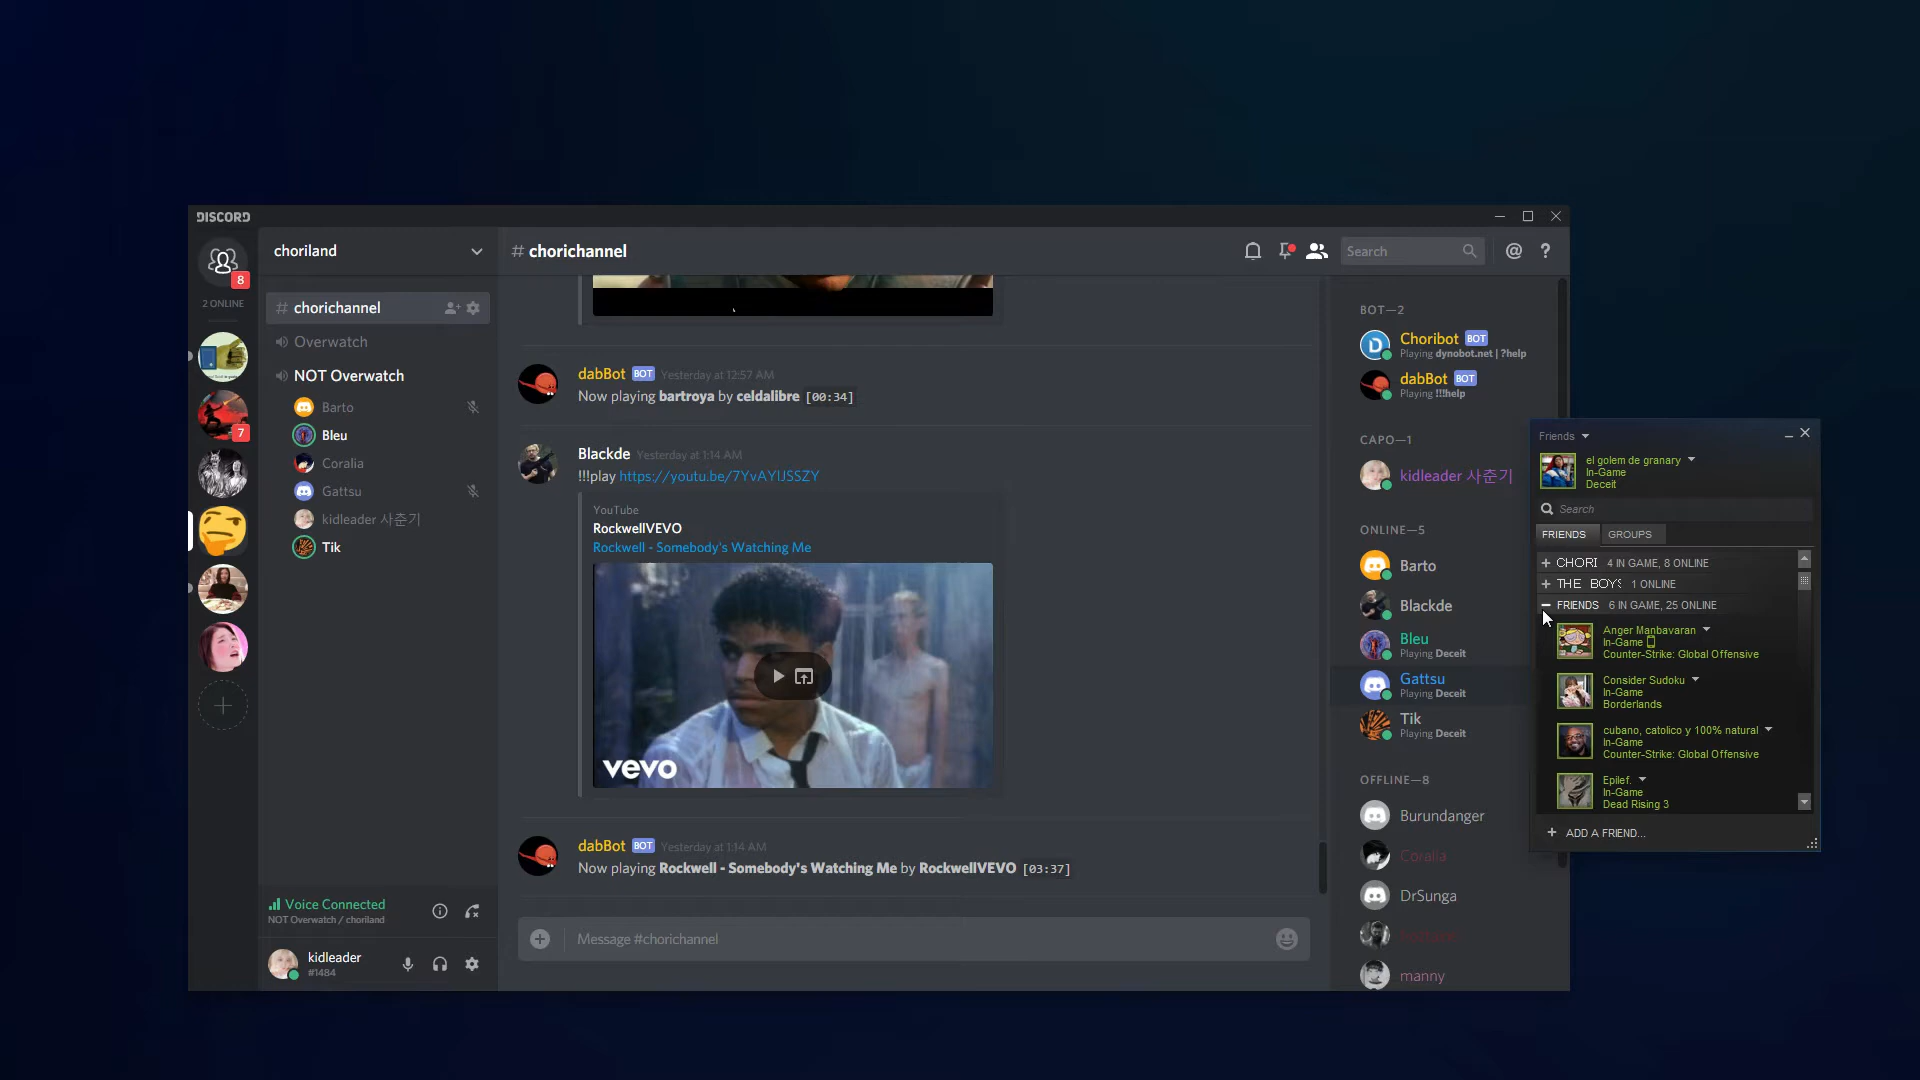 DISCORD
8
2 ONLINE
7
choriland
# chorichannel
Overwatch
NOT Overwatch
Barto
Bleu
Coralia
Gattsu
kidleader 사춘기
Tik
Voice Connected
NOT Overwatch / choriland
kidleader
#1484
# chorichannel
Search
@ ?
dabBot BOT Yesterday at 12:57 AM
Now playing bartroya by celdalibre [00:34]
Blackde Yesterday at 1:14 AM
!!!play https://youtu.be/7YvAYIJSSZY
YouTube
RockwellVEVO
Rockwell - Somebody's Watching Me
vevo
dabBot BOT Yesterday at 1:14 AM
Now playing Rockwell - Somebody's Watching Me by RockwellVEVO [03:37]
Message #chorichannel
BOT—2
Choribot BOT
Playing dynobot.net | ?help
dabBot BOT
Playing !!!help
CAPO—1
kidleader 사춘기
ONLINE—5
Barto
Blackde
Bleu
Playing Deceit
Gattsu
Playing Deceit
Tik
Playing Deceit
OFFLINE—8
Burundanger
Coralia
DrSunga
manny
Friends
el golem de granary
In-Game
Deceit
Search
FRIENDS GROUPS
CHORI 4 IN GAME, 8 ONLINE
THE BOYS 1 ONLINE
FRIENDS 6 IN GAME, 25 ONLINE
Anger Manbavaran
In-Game
Counter-Strike: Global Offensive
Consider Sudoku
In-Game
Borderlands
cubano, catolico y 100% natural
In-Game
Counter-Strike: Global Offensive
Epilef.
In-Game
Dead Rising 3
+ ADD A FRIEND...